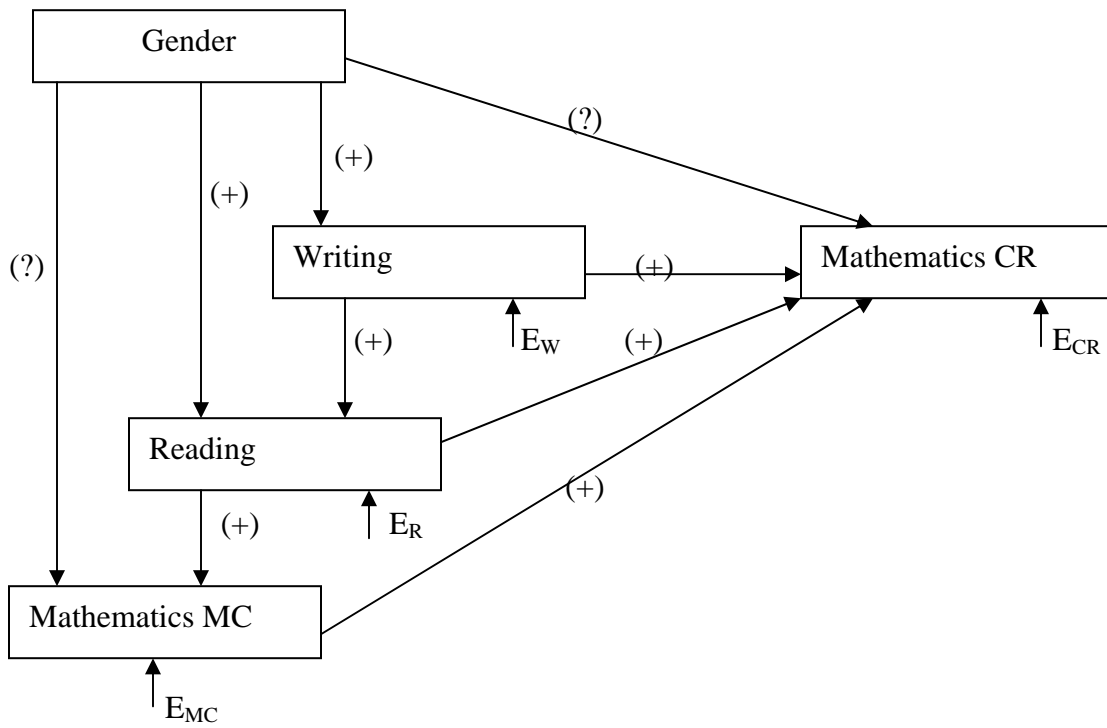 Gender
(?)
(+)
(+)
(?)
Writing
(+)
Mathematics CR
(+)
E_W
(+)
E_CR
Reading
(+)
E_R
(+)
Mathematics MC
E_MC